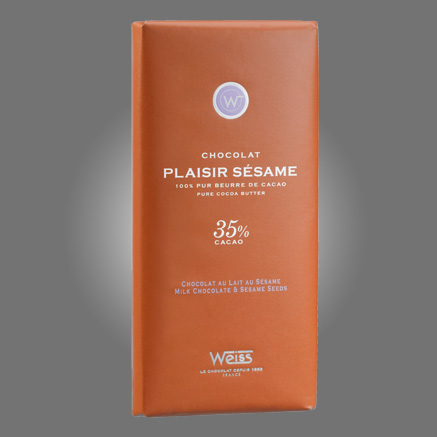 W
CHOCOLAT
PLAISIR SÉSAME
100% PUR BEURRE DE CACAO
PURE COCOA BUTTER
35%
CACAO
CHOCOLAT AU LAIT AU SÉSAME
MILK CHOCOLATE & SESAME SEEDS
Weiss
LE CHOCOLAT DEPUIS 1882
FRANCE